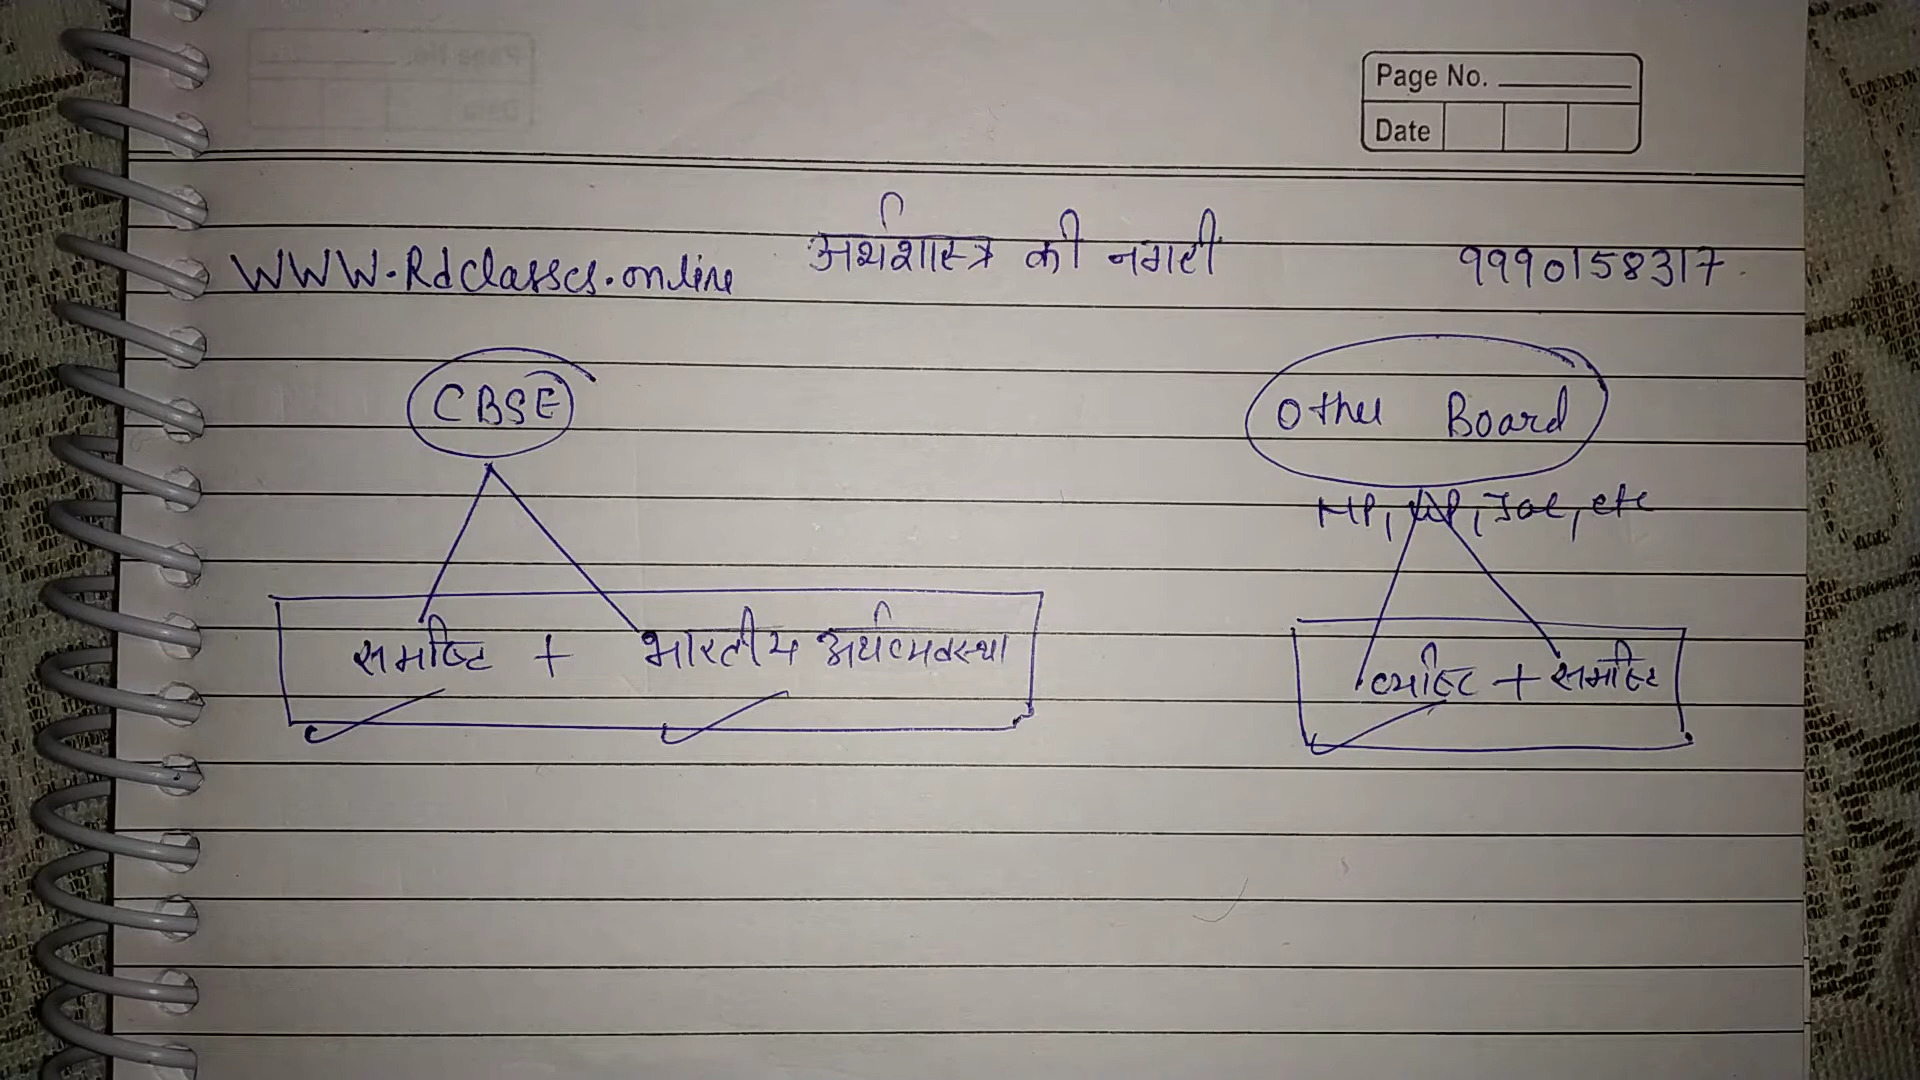 Page No.
Date
WWW.Rdclasses.online अर्थशास्त्र की नगरी 9990158317
CBSE Other Board
MP, UP, Jac, etc
समष्टि + भारतीय अर्थव्यवस्था व्यष्टि + समष्टि